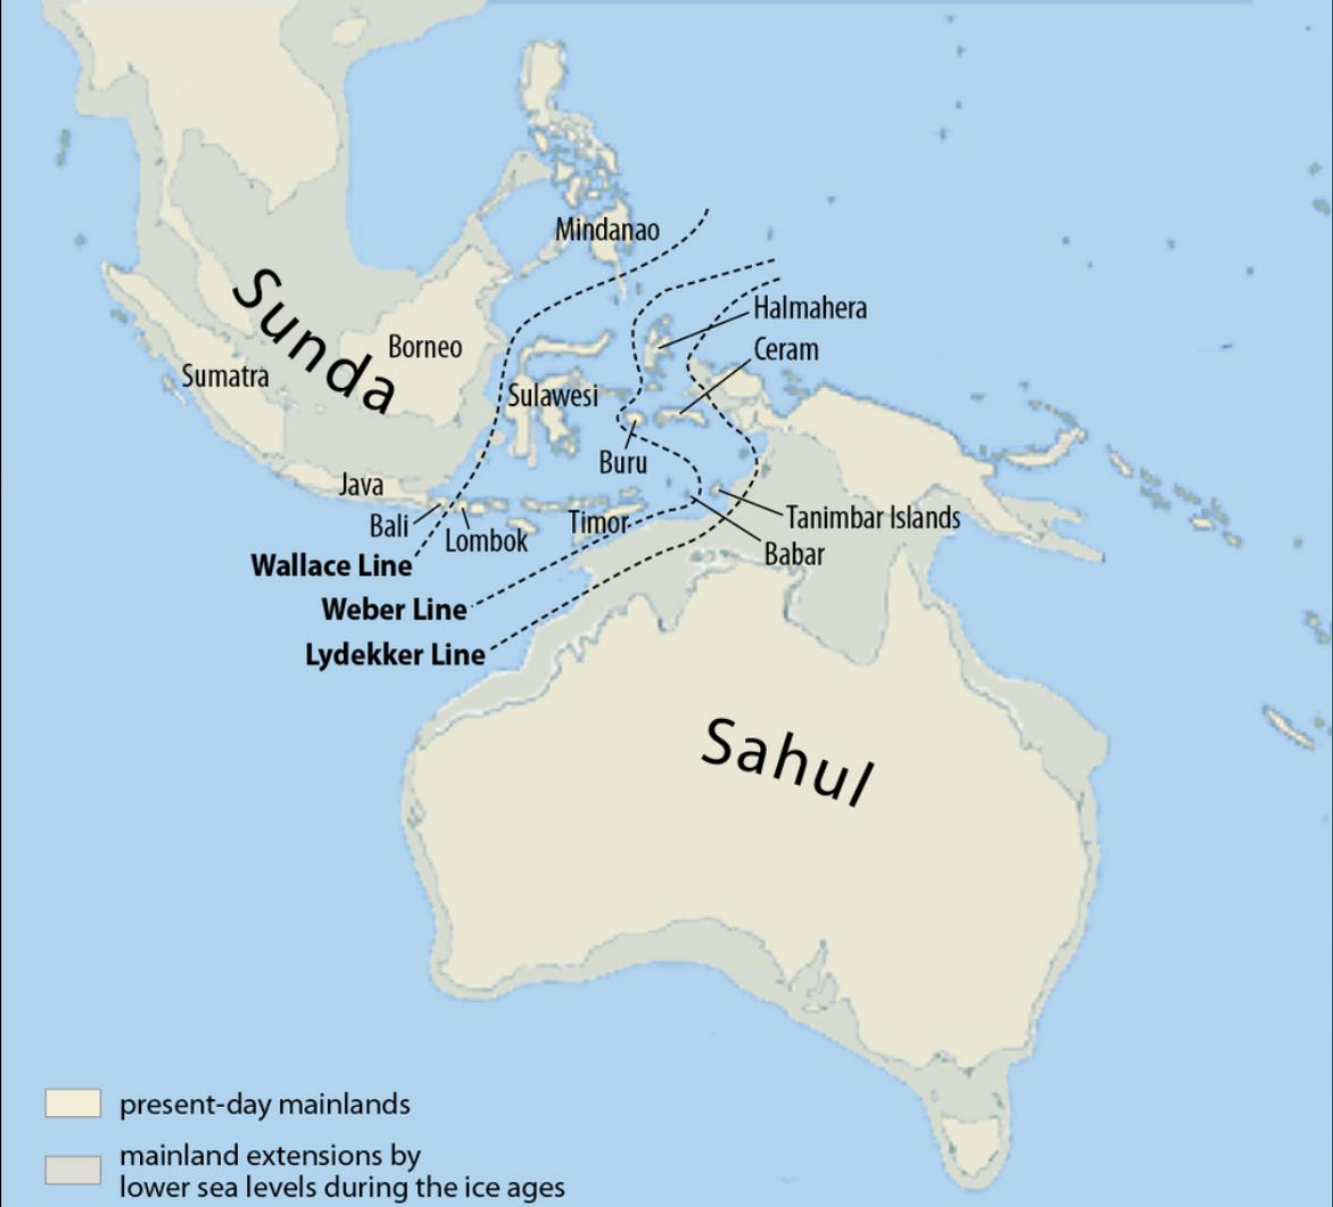 Mindanao
Sunda
Halmahera
Borneo
Ceram
Sumatra
Sulawesi
Buru
Java
Bali
Lombok
Timor
Tanimbar Islands
Babar
Wallace Line
Weber Line
Lydekker Line
Sahul
present-day mainlands
mainland extensions by
lower sea levels during the ice ages